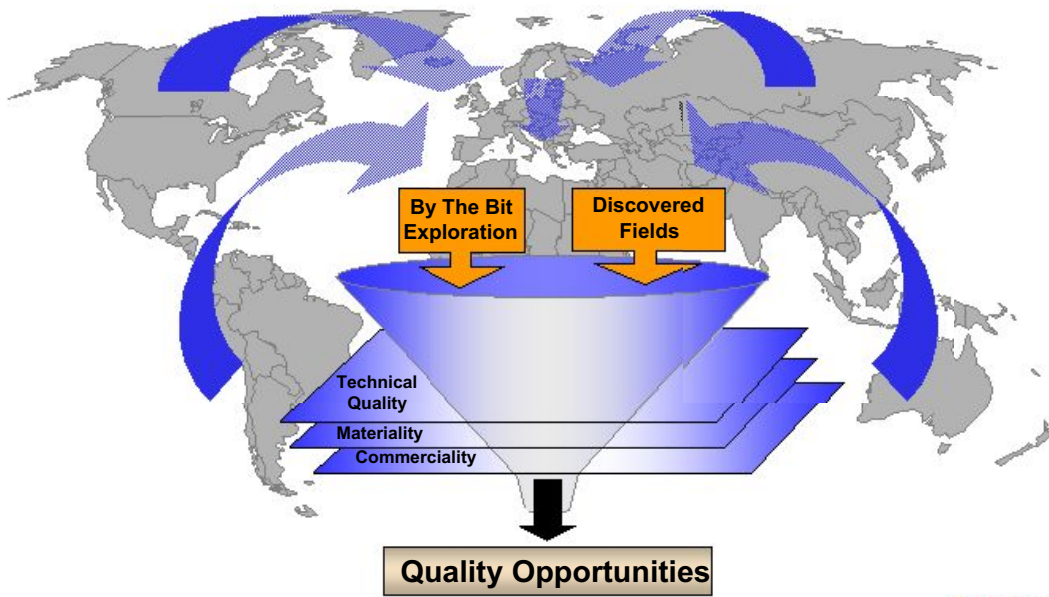 By The Bit
Exploration
Discovered
Fields
Technical
Quality
Materiality
Commerciality
Quality Opportunities